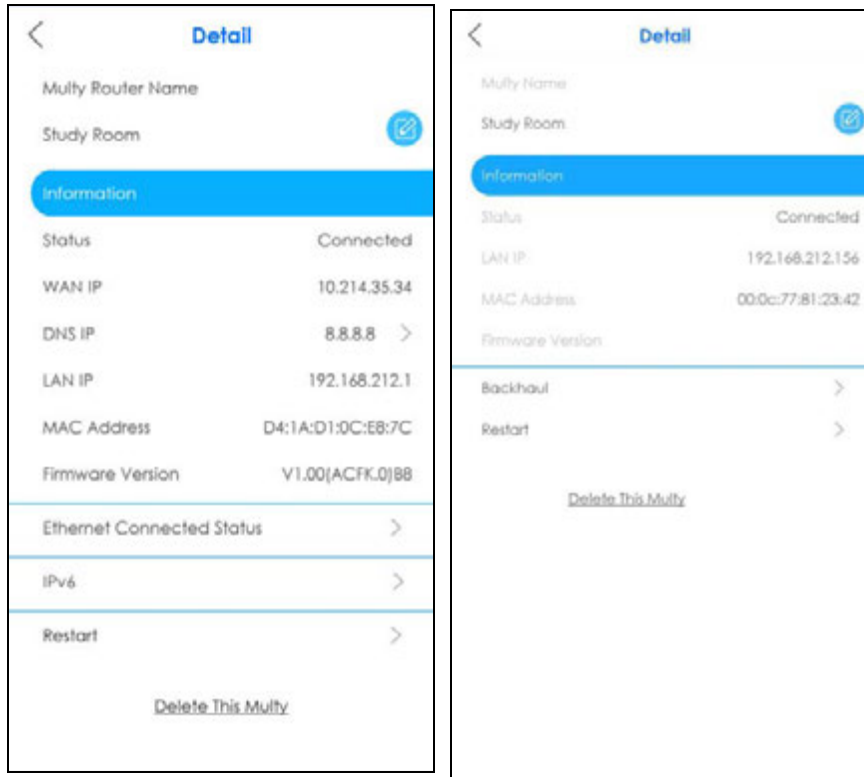 Detail
Multy Router Name
Study Room
Information
Status Connected
WAN IP 10.214.35.34
DNS IP 8.8.8.8
LAN IP 192.168.212.1
MAC Address D4:1A:D1:0C:E8:7C
Firmware Version V1.00(ACFK.0)B8
Ethernet Connected Status
IPv6
Restart
Delete This Multy
Detail
Multy Name
Study Room
Information
Status Connected
LAN IP 192.168.212.156
MAC Address 00:0c:77:81:23:42
Firmware Version
Backhaul
Restart
Delete This Multy